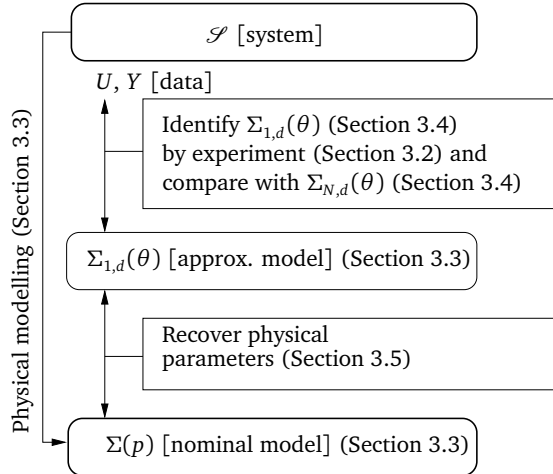 𝒮 [system]
U, Y [data]
Identify Σ₁,d(θ) (Section 3.4)
by experiment (Section 3.2) and
compare with Σ_N,d(θ) (Section 3.4)
Physical modelling (Section 3.3)
Σ₁,d(θ) [approx. model] (Section 3.3)
Recover physical
parameters (Section 3.5)
Σ(p) [nominal model] (Section 3.3)